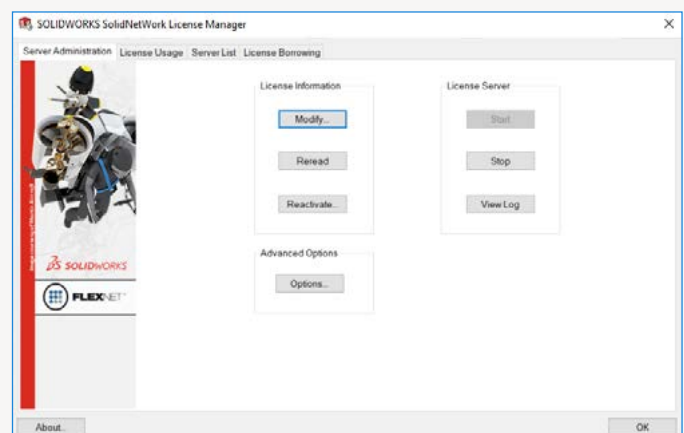 SOLIDWORKS SolidNetWork License Manager
Server Administration License Usage Server List License Borrowing
License Information
Modify...
Reread
Reactivate...
License Server
Start
Stop
View Log
Advanced Options
Options...
DS SOLIDWORKS
FLEXNET
About...
OK